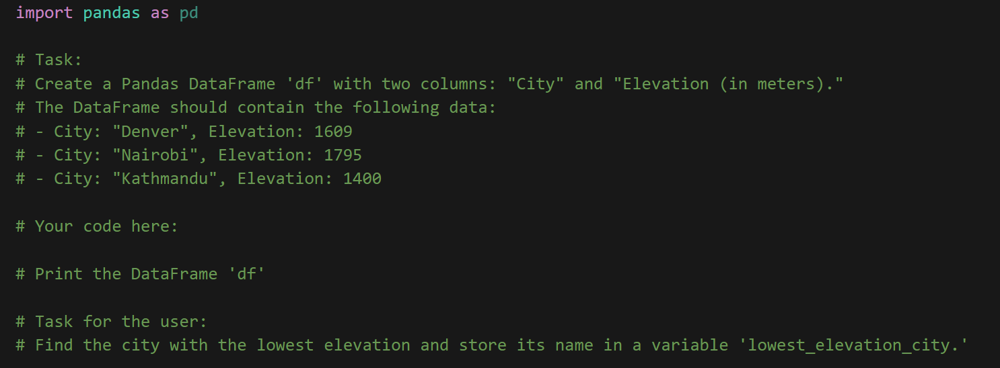 import pandas as pd
# Task:
# Create a Pandas DataFrame 'df' with two columns: "City" and "Elevation (in meters)."
# The DataFrame should contain the following data:
# - City: "Denver", Elevation: 1609
# - City: "Nairobi", Elevation: 1795
# - City: "Kathmandu", Elevation: 1400
# Your code here:
# Print the DataFrame 'df'
# Task for the user:
# Find the city with the lowest elevation and store its name in a variable 'lowest_elevation_city.'